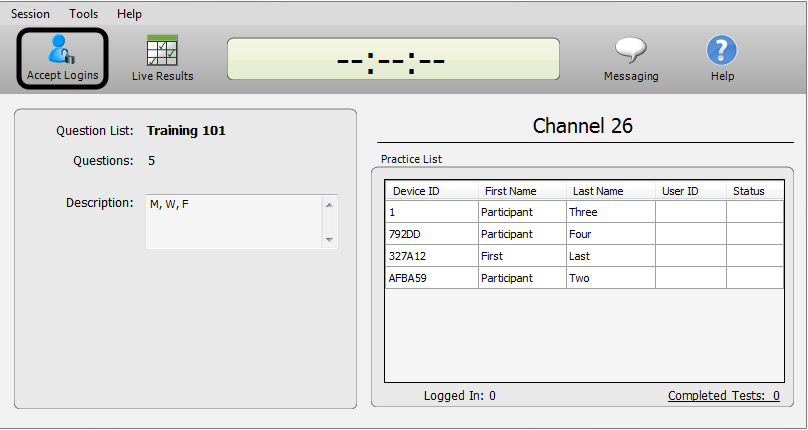 Session Tools Help
Accept Logins
Live Results
--:--:--
Messaging
Help
Question List: Training 101
Questions: 5
Description: M, W, F
Channel 26
Practice List
Device ID First Name Last Name User ID Status
1 Participant Three
792DD Participant Four
327A12 First Last
AFBA59 Participant Two
Logged In: 0
Completed Tests: 0